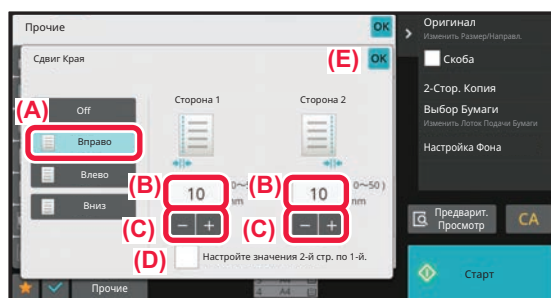 Прочие
OK
Оригинал
Изменить Размер/Направл.
Сдвиг Края
(E)
OK
Скоба
2-Стор. Копия
(A)
Off
Сторона 1
Сторона 2
Выбор Бумаги
Изменить Лоток Подачи Бумаги
Вправо
Настройка Фона
Влево
(B)
10
(B)
10
0~50 )
mm
Вниз
(C)
- +
(C)
- +
Предварит.
Просмотр
CA
(D)
Настройте значения 2-й стр. по 1-й.
Старт
Прочие
4 A4